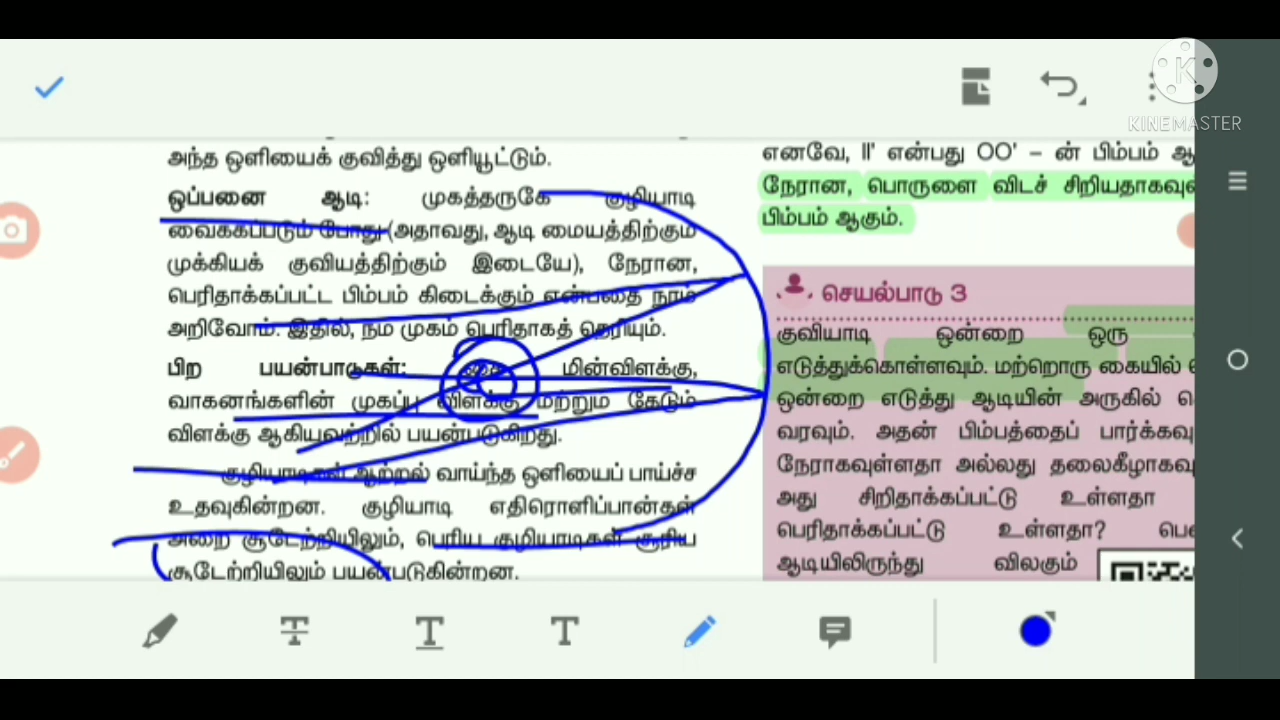 KINEMASTER
அந்த ஒளியைக் குவித்து ஒளியூட்டும்.
ஒப்பனை ஆடி: முகத்தருகே குழியாடி
வைக்கப்படும் போது (அதாவது, ஆடி மையத்திற்கும்
முக்கியக் குவியத்திற்கும் இடையே), நேரான,
பெரிதாக்கப்பட்ட பிம்பம் கிடைக்கும் என்பதை நாம்
அறிவோம். இதில், நம் முகம் பெரிதாகத் தெரியும்.
பிற பயன்பாடுகள்: கை மின்விளக்கு,
வாகனங்களின் முகப்பு விளக்கு மற்றும் தேடும்
விளக்கு ஆகியவற்றில் பயன்படுகிறது.
குழியாடிகள் ஆற்றல் வாய்ந்த ஒளியைப் பாய்ச்ச
உதவுகின்றன. குழியாடி எதிரொளிப்பான்கள்
அறை சூடேற்றியிலும், பெரிய குழியாடிகள் சூரிய
சூடேற்றியிலும் பயன்படுகின்றன.
எனவே, II' என்பது OO' – ன் பிம்பம்
நேரான, பொருளை விடச் சிறியதாகவு
பிம்பம் ஆகும்.
செயல்பாடு 3
குவியாடி ஒன்றை ஒரு
எடுத்துக்கொள்ளவும். மற்றொரு கையில்
ஒன்றை எடுத்து ஆடியின் அருகில்
வரவும். அதன் பிம்பத்தைப் பார்க்கவு
நேராகவுள்ளதா அல்லது தலைகீழாகவு
அது சிறிதாக்கப்பட்டு உள்ளதா
பெரிதாக்கப்பட்டு உள்ளதா?
ஆடியிலிருந்து விலகும்